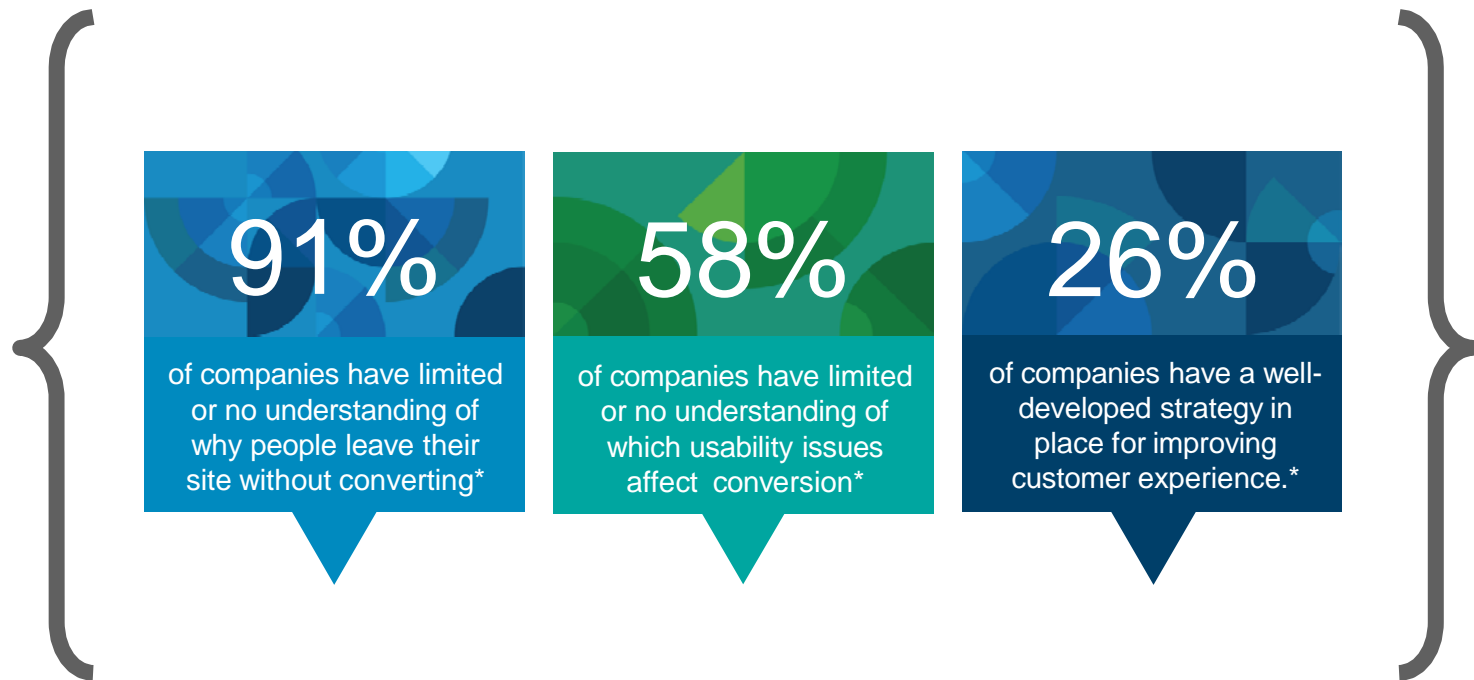 91%
of companies have limited
or no understanding of
why people leave their
site without converting*
58%
of companies have limited
or no understanding of
which usability issues
affect  conversion*
26%
of companies have a well-
developed strategy in
place for improving
customer experience.*